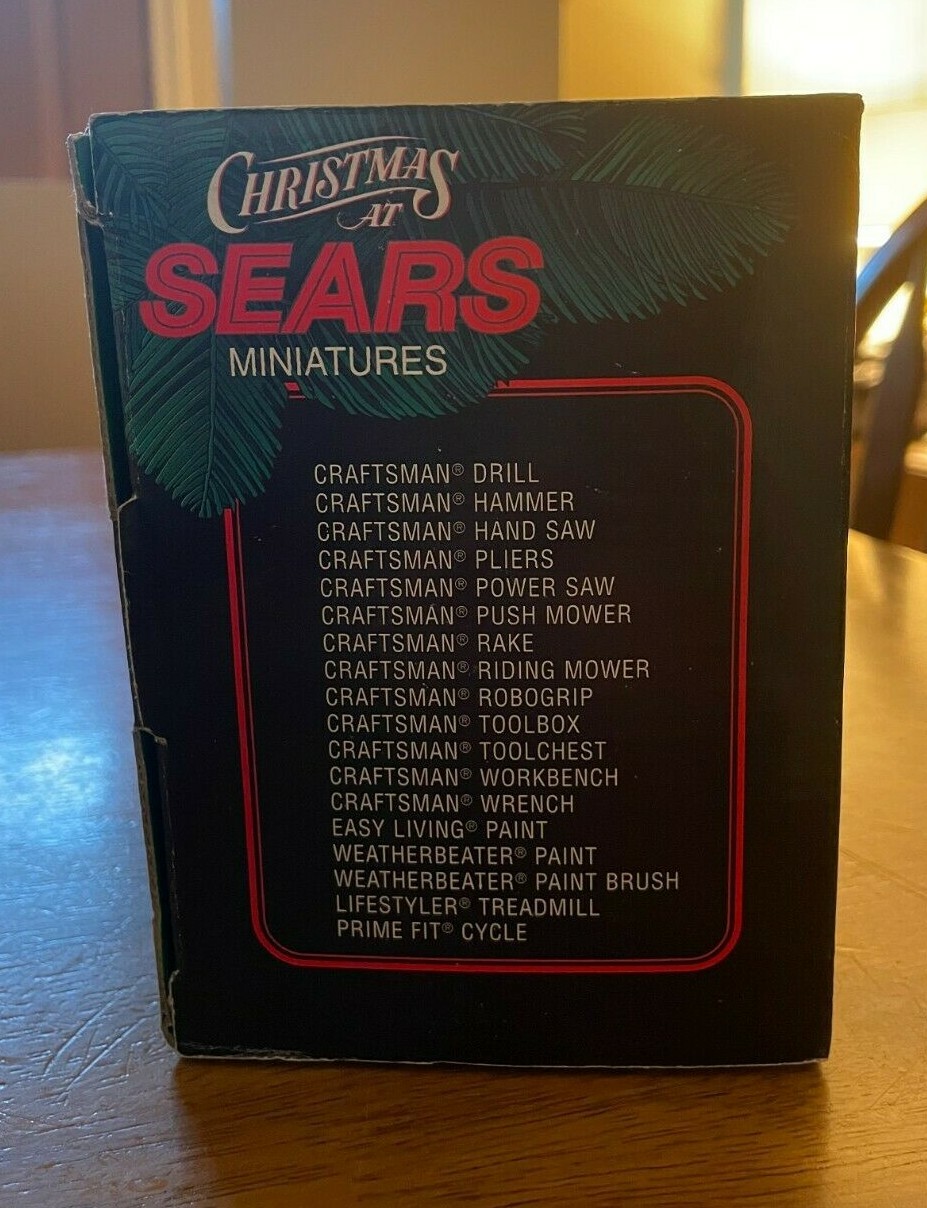 CHRISTMAS
AT
SEARS
MINIATURES
CRAFTSMAN® DRILL
CRAFTSMAN® HAMMER
CRAFTSMAN® HAND SAW
CRAFTSMAN® PLIERS
CRAFTSMAN® POWER SAW
CRAFTSMAN® PUSH MOWER
CRAFTSMAN® RAKE
CRAFTSMAN® RIDING MOWER
CRAFTSMAN® ROBOGRIP
CRAFTSMAN® TOOLBOX
CRAFTSMAN® TOOLCHEST
CRAFTSMAN® WORKBENCH
CRAFTSMAN® WRENCH
EASY LIVING® PAINT
WEATHERBEATER® PAINT
WEATHERBEATER® PAINT BRUSH
LIFESTYLER® TREADMILL
PRIME FIT® CYCLE